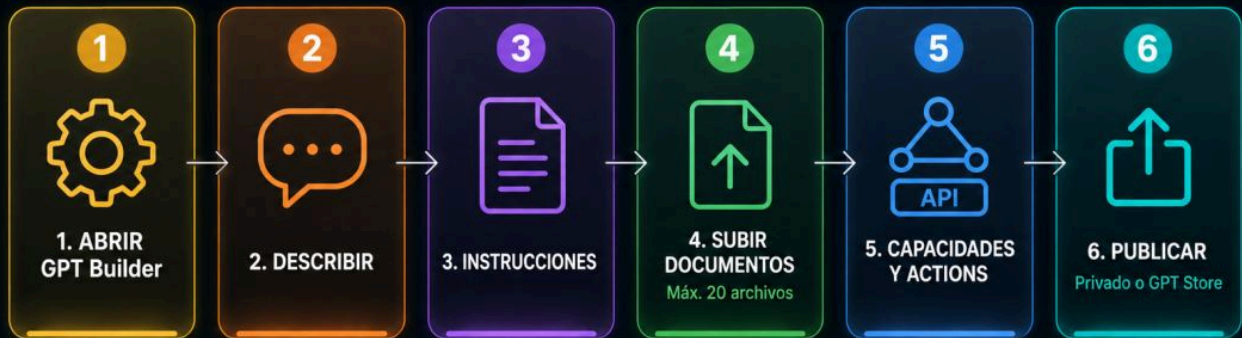 1
1. ABRIR
GPT Builder
2
2. DESCRIBIR
3
3. INSTRUCCIONES
4
4. SUBIR
DOCUMENTOS
Máx. 20 archivos
5
API
5. CAPACIDADES
Y ACTIONS
6
6. PUBLICAR
Privado o GPT Store